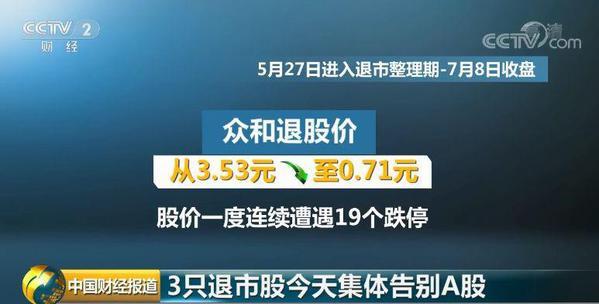 CCTV 2
财经
CCTV.com
5月27日进入退市整理期-7月8日收盘
众和退股价
从3.53元 至0.71元
股价一度连续遭遇19个跌停
中国财经报道 3只退市股今天集体告别A股